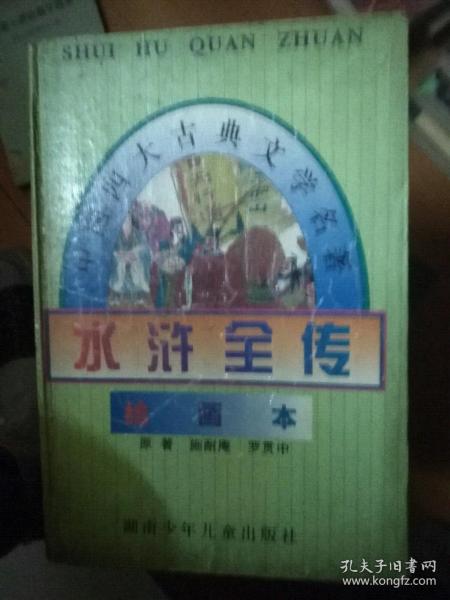 SHUI HU QUAN ZHUAN
中国四大古典文学名著
水浒全传
绘画本
原著 施耐庵 罗贯中
湖南少年儿童出版社
孔夫子旧书网
www.kongfz.com